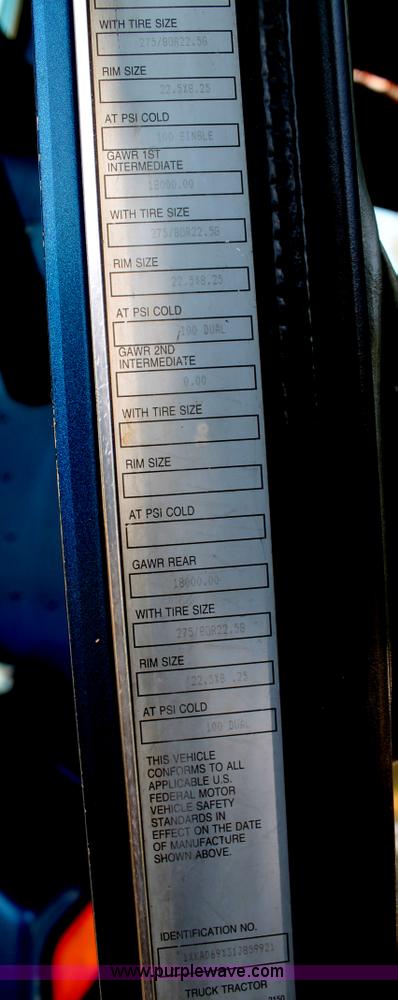 WITH TIRE SIZE
275/80R22.5G
RIM SIZE
22.5X8.25
AT PSI COLD
100 SINGLE
GAWR 1ST
INTERMEDIATE
18000.00
WITH TIRE SIZE
275/80R22.5G
RIM SIZE
22.5X8.25
AT PSI COLD
100 DUAL
GAWR 2ND
INTERMEDIATE
0.00
WITH TIRE SIZE
RIM SIZE
AT PSI COLD
GAWR REAR
18000.00
WITH TIRE SIZE
275/80R22.5G
RIM SIZE
22.5X8.25
AT PSI COLD
100 DUAL
THIS VEHICLE
CONFORMS TO ALL
APPLICABLE U.S.
FEDERAL MOTOR
VEHICLE SAFETY
STANDARDS IN
EFFECT ON THE DATE
OF MANUFACTURE
SHOWN ABOVE.
IDENTIFICATION NO.
www.purplewave.com
TRUCK TRACTOR